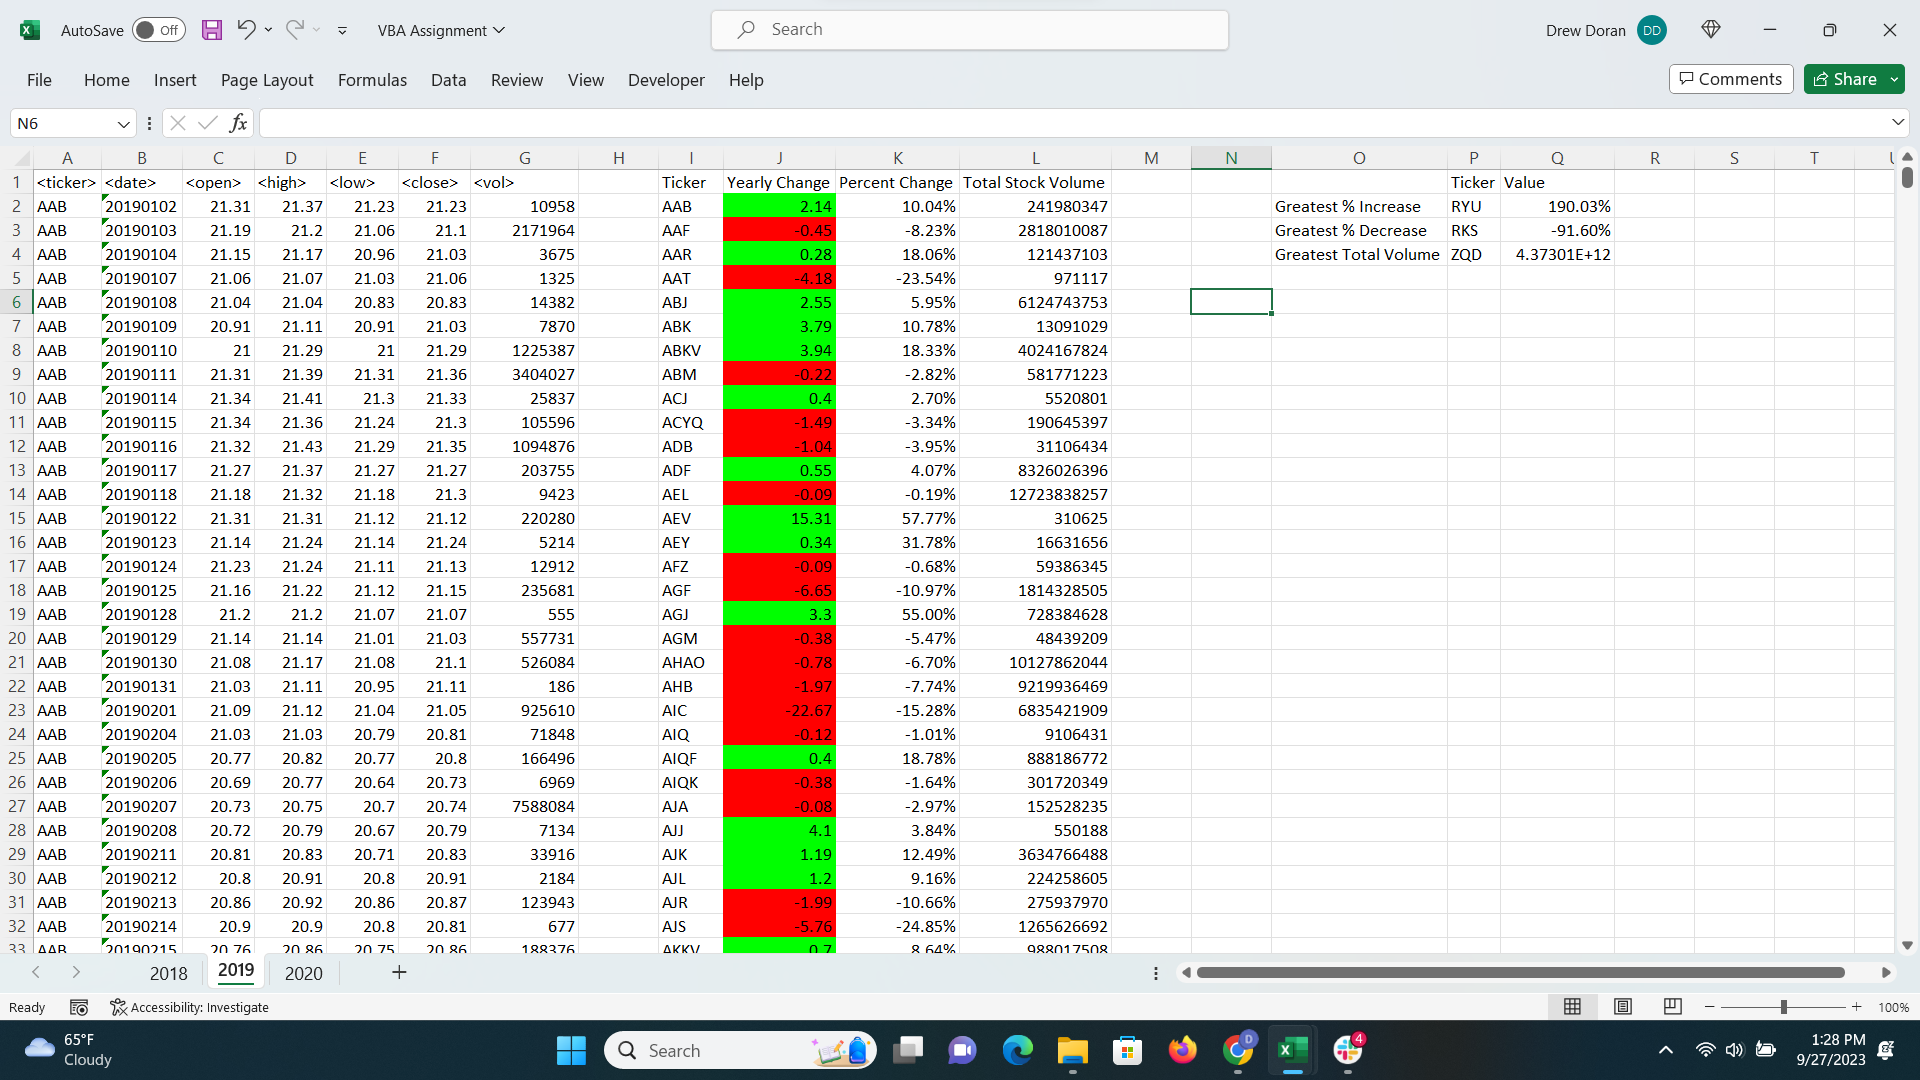 AutoSave Off VBA Assignment Search Drew Doran DD
File Home Insert Page Layout Formulas Data Review View Developer Help Comments Share
N6 fx
A B C D E F G H I J K L M N O P Q R S T
1 <ticker> <date> <open> <high> <low> <close> <vol> Ticker Yearly Change Percent Change Total Stock Volume Ticker Value
2 AAB 20190102 21.31 21.37 21.23 21.23 10958 AAB 2.14 10.04% 241980347 Greatest % Increase RYU 190.03%
3 AAB 20190103 21.19 21.2 21.06 21.1 2171964 AAF -0.45 -8.23% 2818010087 Greatest % Decrease RKS -91.60%
4 AAB 20190104 21.15 21.17 20.96 21.03 3675 AAR 0.28 18.06% 121437103 Greatest Total Volume ZQD 4.37301E+12
5 AAB 20190107 21.06 21.07 21.03 21.06 1325 AAT -4.18 -23.54% 971117
6 AAB 20190108 21.04 21.04 20.83 20.83 14382 ABJ 2.55 5.95% 6124743753
7 AAB 20190109 20.91 21.11 20.91 21.03 7870 ABK 3.79 10.78% 13091029
8 AAB 20190110 21 21.29 21 21.29 1225387 ABKV 3.94 18.33% 4024167824
9 AAB 20190111 21.31 21.39 21.31 21.36 3404027 ABM -0.22 -2.82% 581771223
10 AAB 20190114 21.34 21.41 21.3 21.33 25837 ACJ 0.4 2.70% 5520801
11 AAB 20190115 21.34 21.36 21.24 21.3 105596 ACYQ -1.49 -3.34% 190645397
12 AAB 20190116 21.32 21.43 21.29 21.35 1094876 ADB -1.04 -3.95% 31106434
13 AAB 20190117 21.27 21.37 21.27 21.27 203755 ADF 0.55 4.07% 8326026396
14 AAB 20190118 21.18 21.32 21.18 21.3 9423 AEL -0.09 -0.19% 12723838257
15 AAB 20190122 21.31 21.31 21.12 21.12 220280 AEV 15.31 57.77% 310625
16 AAB 20190123 21.14 21.24 21.14 21.24 5214 AEY 0.34 31.78% 16631656
17 AAB 20190124 21.23 21.24 21.11 21.13 12912 AFZ -0.09 -0.68% 59386345
18 AAB 20190125 21.16 21.22 21.12 21.15 235681 AGF -6.65 -10.97% 1814328505
19 AAB 20190128 21.2 21.2 21.07 21.07 555 AGJ 3.3 55.00% 728384628
20 AAB 20190129 21.14 21.14 21.01 21.03 557731 AGM -0.38 -5.47% 48439209
21 AAB 20190130 21.08 21.17 21.08 21.1 526084 AHAO -0.78 -6.70% 10127862044
22 AAB 20190131 21.03 21.11 20.95 21.11 186 AHB -1.97 -7.74% 9219936469
23 AAB 20190201 21.09 21.12 21.04 21.05 925610 AIC -22.67 -15.28% 6835421909
24 AAB 20190204 21.03 21.03 20.79 20.81 71848 AIQ -0.12 -1.01% 9106431
25 AAB 20190205 20.77 20.82 20.77 20.8 166496 AIQF 0.4 18.78% 888186772
26 AAB 20190206 20.69 20.77 20.64 20.73 6969 AIQK -0.38 -1.64% 301720349
27 AAB 20190207 20.73 20.75 20.7 20.74 7588084 AJA -0.08 -2.97% 152528235
28 AAB 20190208 20.72 20.79 20.67 20.79 7134 AJJ 4.1 3.84% 550188
29 AAB 20190211 20.81 20.83 20.71 20.83 33916 AJK 1.19 12.49% 3634766488
30 AAB 20190212 20.8 20.91 20.8 20.91 2184 AJL 1.2 9.16% 224258605
31 AAB 20190213 20.86 20.92 20.86 20.87 123943 AJR -1.99 -10.66% 275937970
32 AAB 20190214 20.9 20.9 20.8 20.81 677 AJS -5.76 -24.85% 1265626692
33 AAB 20190215 20.76 20.86 20.75 20.86 188376 AKKV 0.7 8.64% 988017508
2018 2019 2020
Ready Accessibility: Investigate 100%
65°F
Cloudy
Search
D
4
1:28 PM
9/27/2023